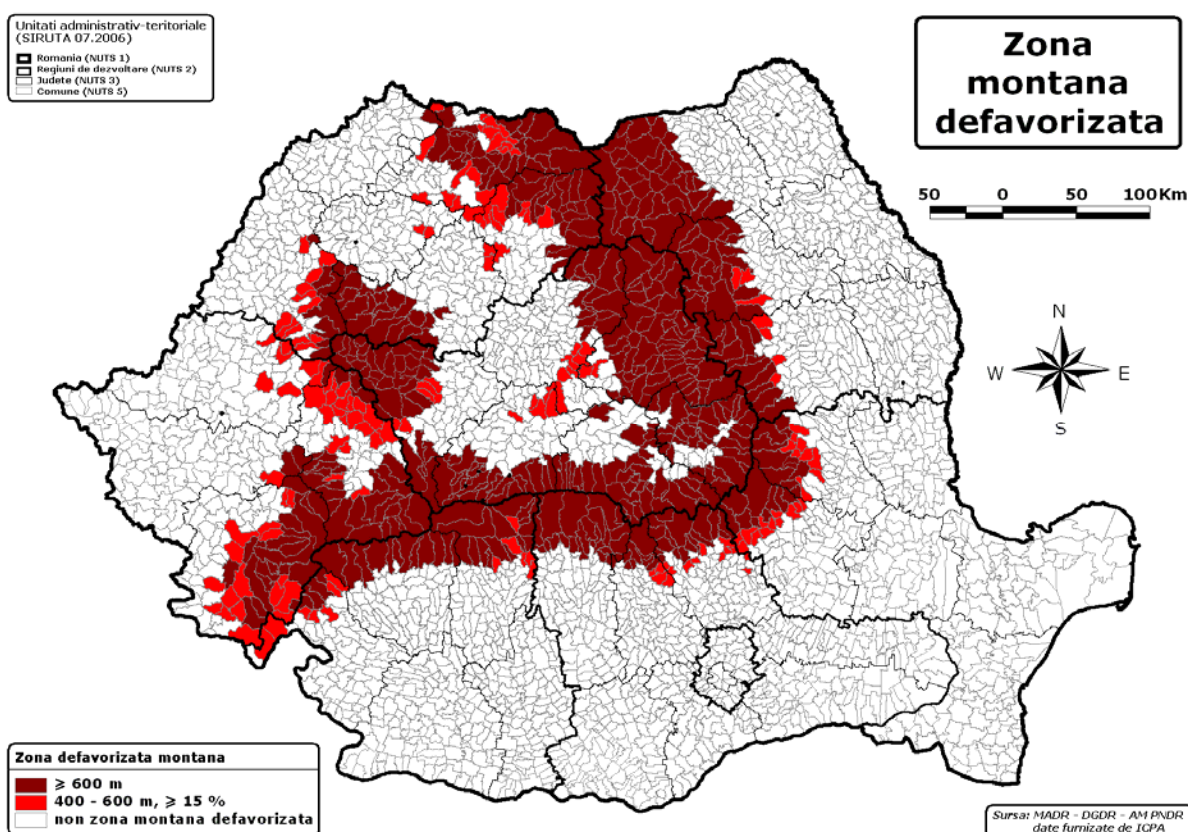 Unitati administrativ-teritoriale
(SIRUTA 07.2006)
Romania (NUTS 1)
Regiuni de dezvoltare (NUTS 2)
Judete (NUTS 3)
Comune (NUTS 5)
Zona
montana
defavorizata
50 0 50 100 Km
N
W E
S
Zona defavorizata montana
≥ 600 m
400 - 600 m, ≥ 15 %
non zona montana defavorizata
Sursa: MADR - DGDR - AM PNDR
date furnizate de ICPA